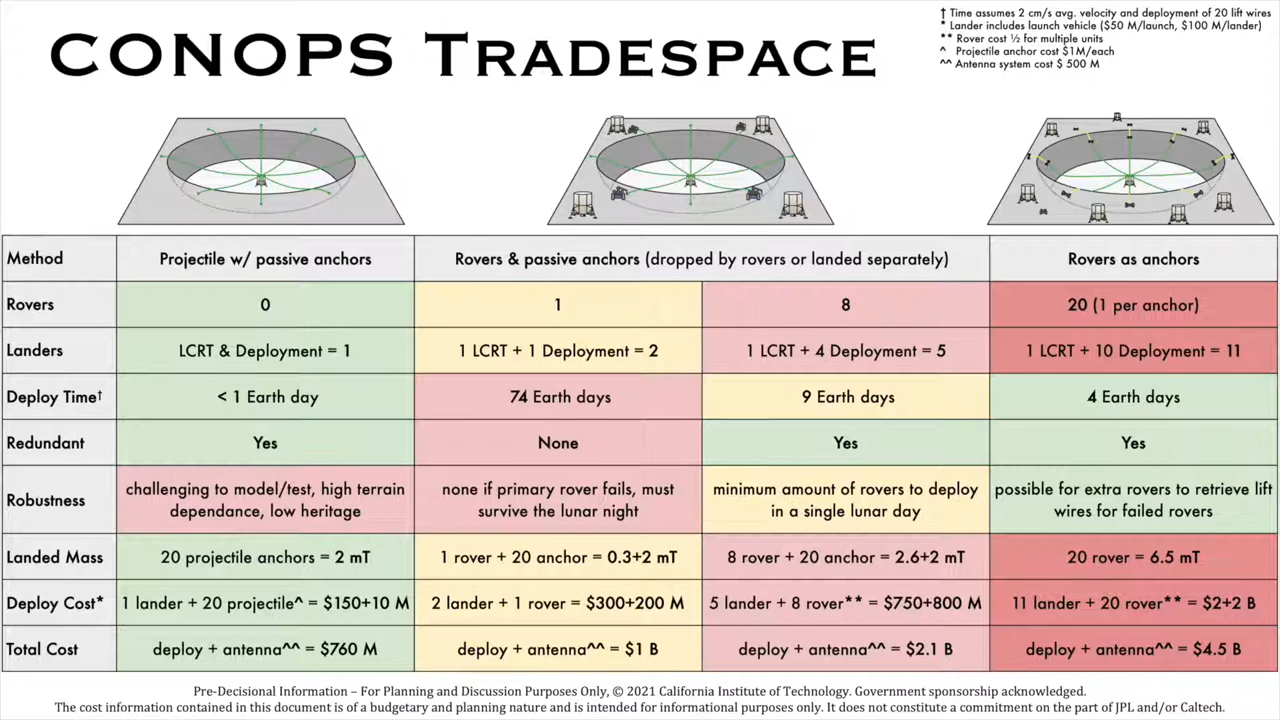 CONOPS TRADESPACE
† Time assumes 2 cm/s avg. velocity and deployment of 20 lift wires
* Lander includes launch vehicle ($50 M/launch, $100 M/lander)
** Rover cost ½ for multiple units
^ Projectile anchor cost $1M/each
^^ Antenna system cost $ 500 M
Method
Projectile w/ passive anchors
Rovers & passive anchors (dropped by rovers or landed separately)
Rovers as anchors
Rovers
0
1
8
20 (1 per anchor)
Landers
LCRT & Deployment = 1
1 LCRT + 1 Deployment = 2
1 LCRT + 4 Deployment = 5
1 LCRT + 10 Deployment = 11
Deploy Time†
< 1 Earth day
74 Earth days
9 Earth days
4 Earth days
Redundant
Yes
None
Yes
Yes
Robustness
challenging to model/test, high terrain
dependance, low heritage
none if primary rover fails, must
survive the lunar night
minimum amount of rovers to deploy
in a single lunar day
possible for extra rovers to retrieve lift
wires for failed rovers
Landed Mass
20 projectile anchors = 2 mT
1 rover + 20 anchor = 0.3+2 mT
8 rover + 20 anchor = 2.6+2 mT
20 rover = 6.5 mT
Deploy Cost*
1 lander + 20 projectile^ = $150+10 M
2 lander + 1 rover = $300+200 M
5 lander + 8 rover** = $750+800 M
11 lander + 20 rover** = $2+2 B
Total Cost
deploy + antenna^^ = $760 M
deploy + antenna^^ = $1 B
deploy + antenna^^ = $2.1 B
deploy + antenna^^ = $4.5 B
Pre-Decisional Information – For Planning and Discussion Purposes Only, © 2021 California Institute of Technology. Government sponsorship acknowledged.
The cost information contained in this document is of a budgetary and planning nature and is intended for informational purposes only. It does not constitute a commitment on the part of JPL and/or Caltech.